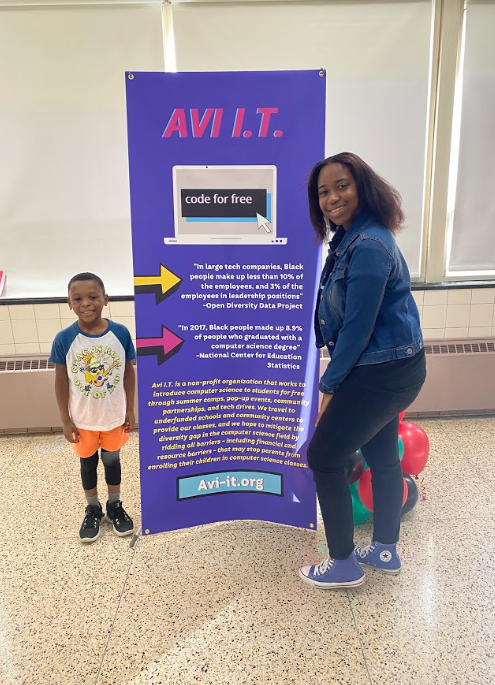 AVI I.T.
code for free
"In large tech companies, Black
people make up less than 10% of
the employees, and 3% of the
employees in leadership positions"
-Open Diversity Data Project
"In 2017, Black people made up 8.9%
of people who graduated with a
computer science degree"
-National Center for Education
Statistics
Avi I.T. is a non-profit organization that works to
introduce computer science to students for free
through summer camps, pop-up events, community
partnerships, and tech drives. We travel to
underfunded schools and community centers to
provide our classes, and we hope to mitigate the
diversity gap in the computer science field by
ridding all barriers - including financial and
resource barriers - that may stop parents from
enrolling their children in computer science classes.
Avi-it.org